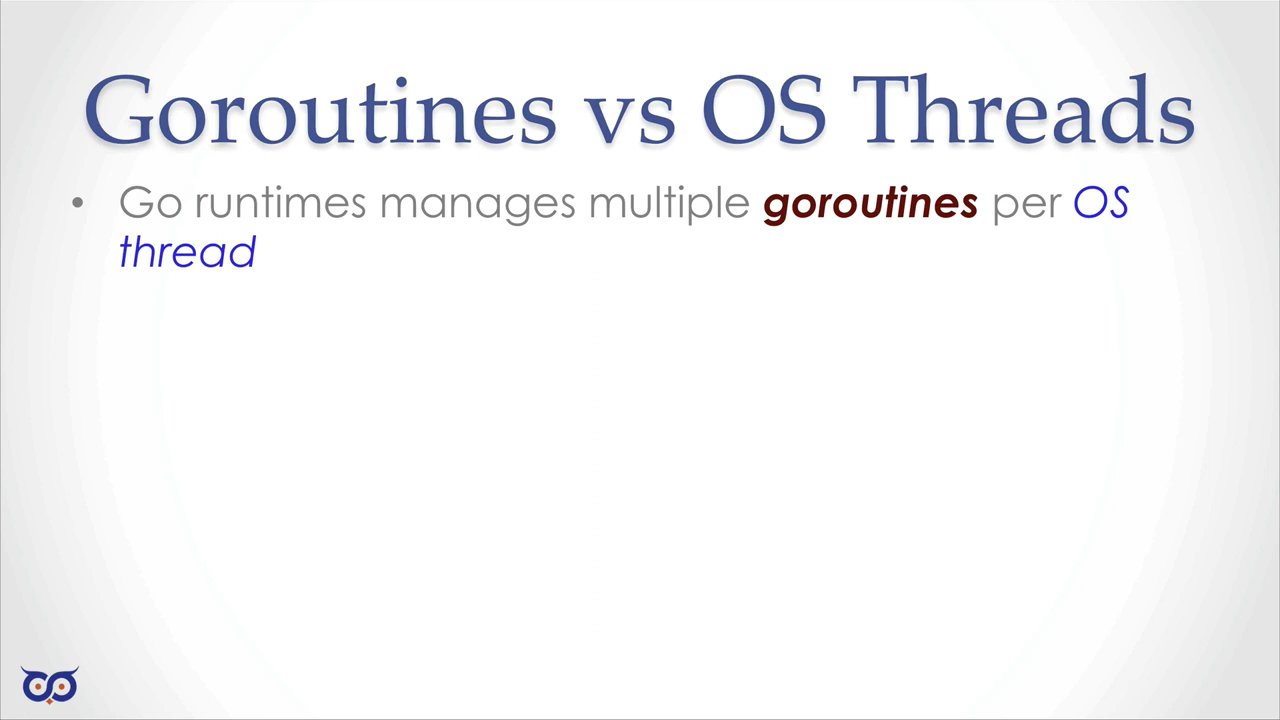 Goroutines vs OS Threads
• Go runtimes manages multiple goroutines per OS
thread